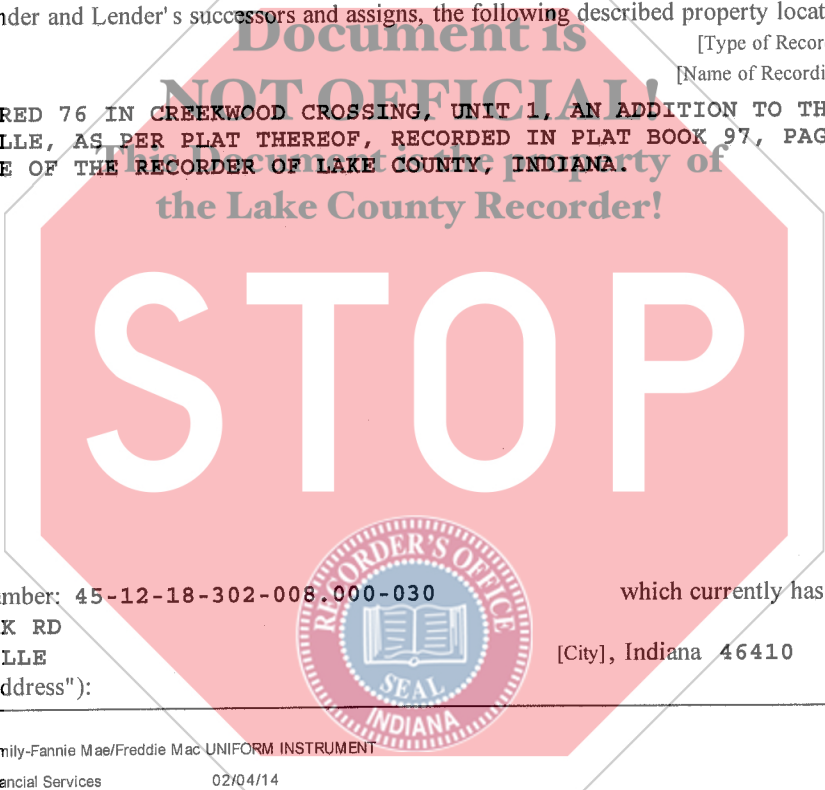 nder and Lender's successors and assigns, the following described property locat
Document is
[Type of Recor
[Name of Recordi
NOT OFFICIAL!
RED 76 IN CREEKWOOD CROSSING, UNIT 1, AN ADDITION TO TH
LLE, AS PER PLAT THEREOF, RECORDED IN PLAT BOOK 97, PAG
This Document is the property of
E OF THE RECORDER OF LAKE COUNTY, INDIANA.
the Lake County Recorder!
STOP
RECORDER'S OFFICE
SEAL
INDIANA
mber: 45-12-18-302-008.000-030 which currently has
K RD
LLE [City], Indiana 46410
ddress"):
mily-Fannie Mae/Freddie Mac UNIFORM INSTRUMENT
ancial Services 02/04/14